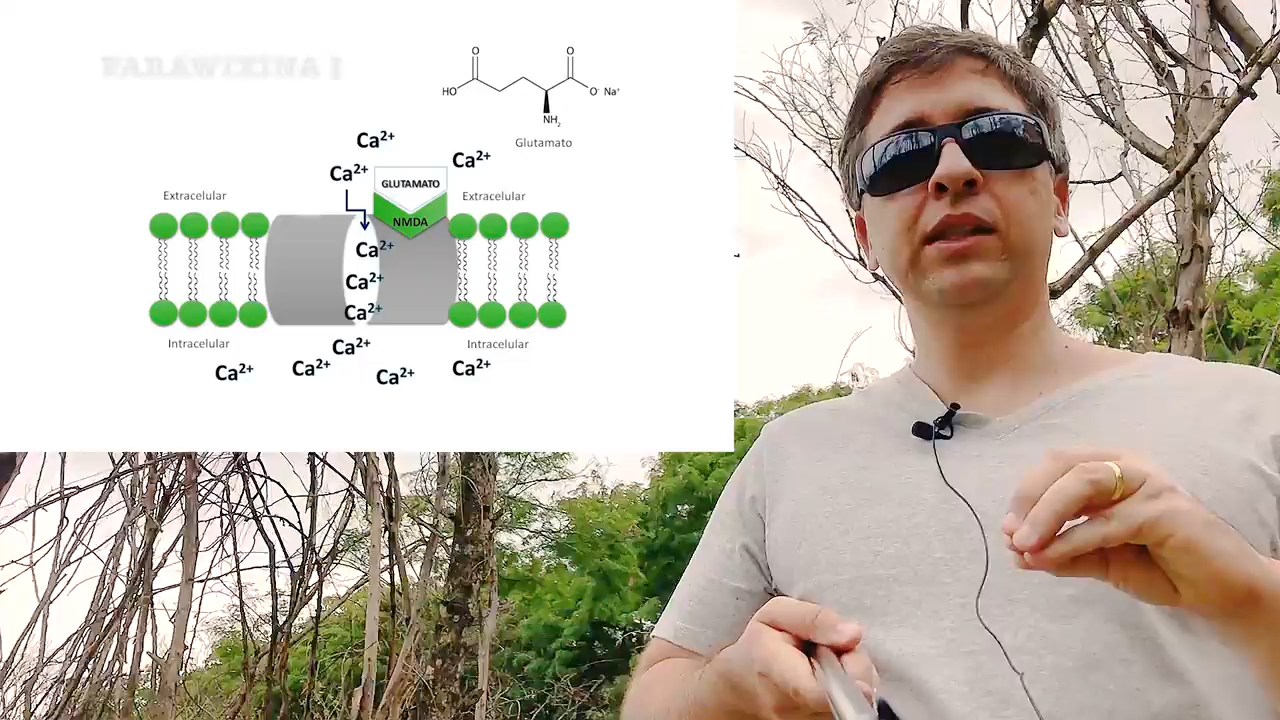 O
O
HO
O⁻ Na⁺
NH₂
Glutamato
Ca²⁺
Ca²⁺
Ca²⁺
GLUTAMATO
Extracelular
Extracelular
NMDA
Ca²⁺
Ca²⁺
Ca²⁺
Intracelular
Ca²⁺
Intracelular
Ca²⁺
Ca²⁺
Ca²⁺
Ca²⁺